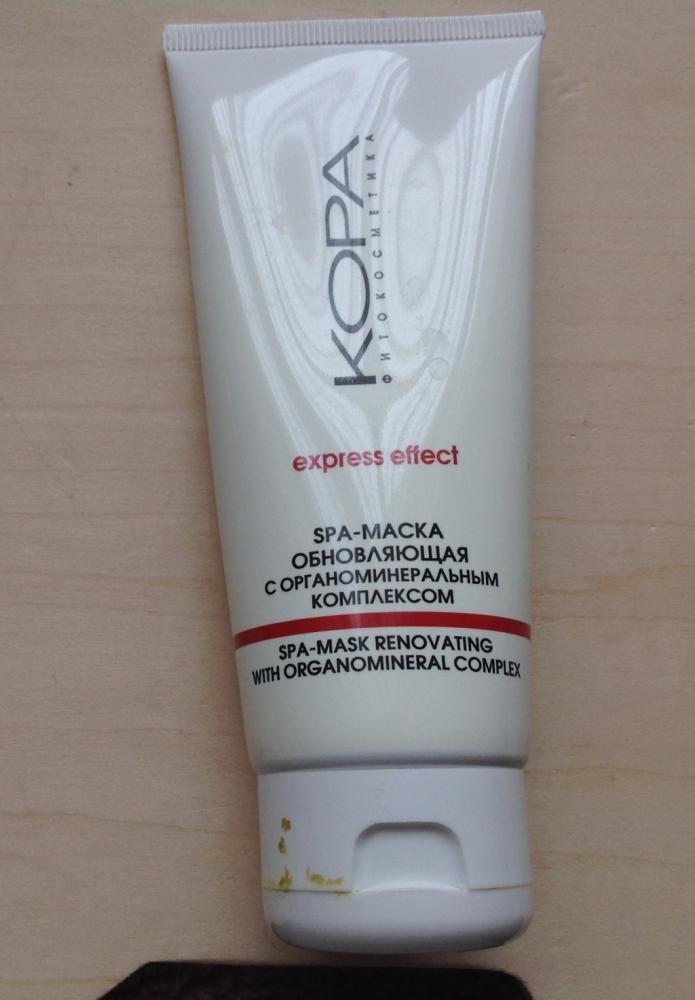 КОРА
ФИТОКОСМЕТИКА
express effect
SPA-МАСКА
ОБНОВЛЯЮЩАЯ
С ОРГАНОМИНЕРАЛЬНЫМ
КОМПЛЕКСОМ
SPA-MASK RENOVATING
WITH ORGANOMINERAL COMPLEX